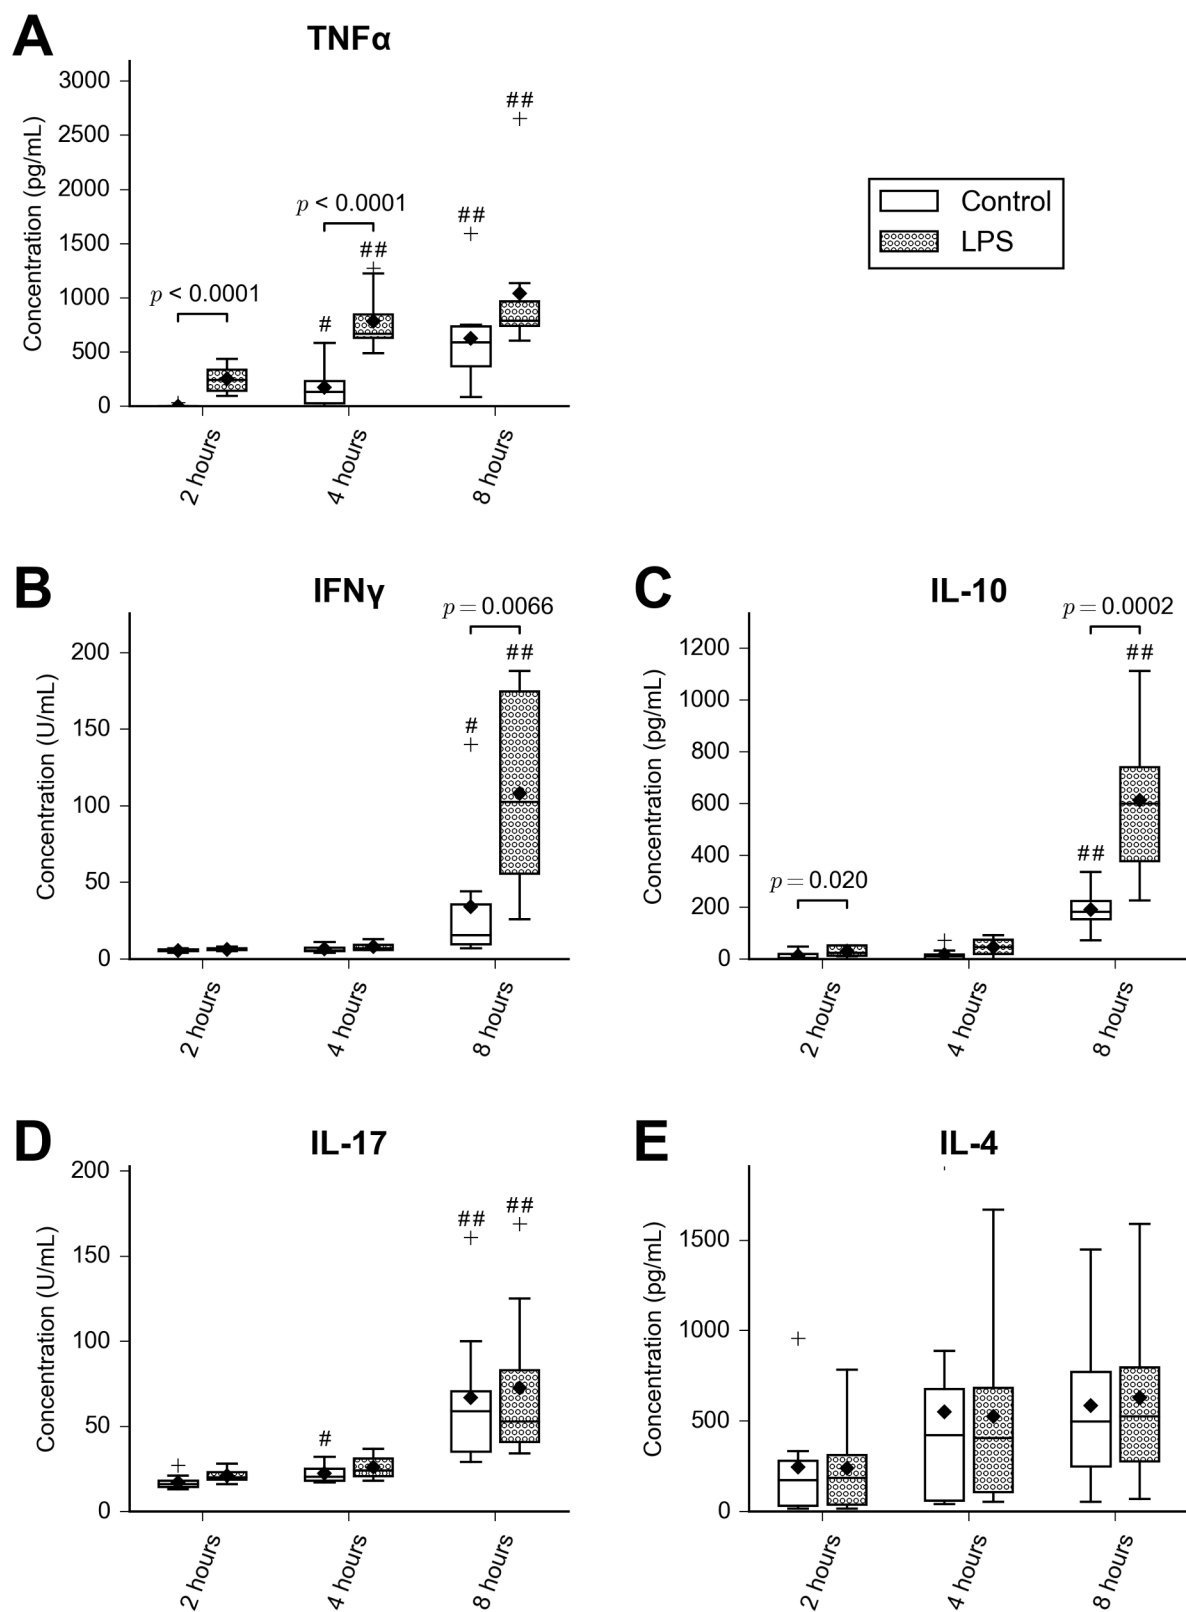 A
TNFα
Concentration (pg/mL)
3000
2500
2000
1500
1000
500
0
p < 0.0001
p < 0.0001
#
##
##
##
2 hours
4 hours
8 hours
Control
LPS
B
IFNγ
Concentration (U/mL)
200
150
100
50
0
p = 0.0066
#
##
2 hours
4 hours
8 hours
C
IL-10
Concentration (pg/mL)
1200
1000
800
600
400
200
0
p = 0.020
p = 0.0002
##
##
2 hours
4 hours
8 hours
D
IL-17
Concentration (U/mL)
200
150
100
50
0
#
##
##
2 hours
4 hours
8 hours
E
IL-4
Concentration (pg/mL)
1500
1000
500
0
2 hours
4 hours
8 hours